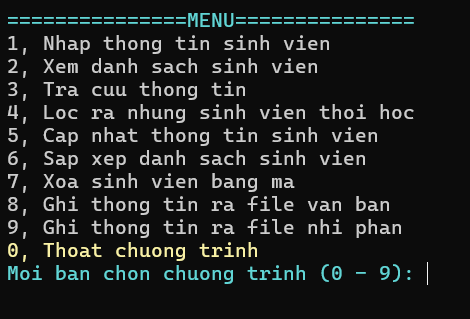 ===============MENU===============
1, Nhap thong tin sinh vien
2, Xem danh sach sinh vien
3, Tra cuu thong tin
4, Loc ra nhung sinh vien thoi hoc
5, Cap nhat thong tin sinh vien
6, Sap xep danh sach sinh vien
7, Xoa sinh vien bang ma
8, Ghi thong tin ra file van ban
9, Ghi thong tin ra file nhi phan
0, Thoat chuong trinh
Moi ban chon chuong trinh (0 - 9):